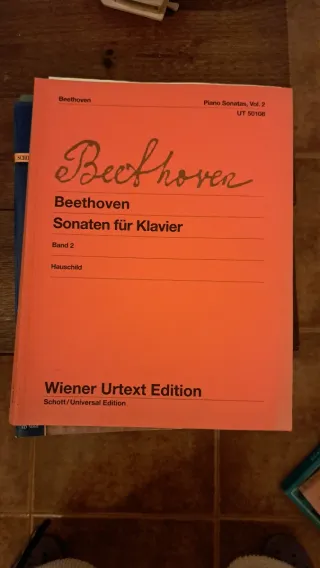 Beethoven
Piano Sonatas, Vol. 2
UT 50108
Beethoven
Beethoven
Sonaten für Klavier
Band 2
Hauschild
Wiener Urtext Edition
Schott/Universal Edition